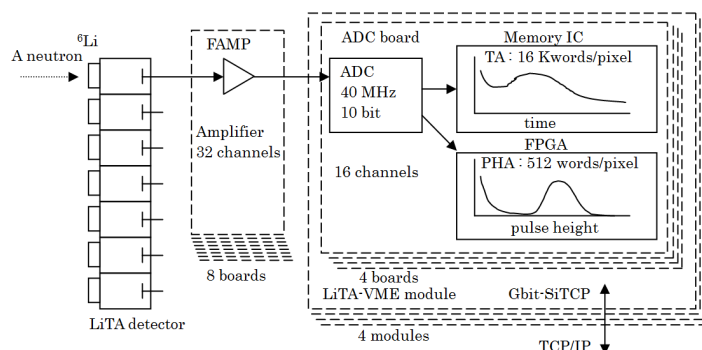 ⁶Li
A neutron
LiTA detector
FAMP
Amplifier
32 channels
8 boards
ADC board
ADC
40 MHz
10 bit
16 channels
Memory IC
TA : 16 Kwords/pixel
time
FPGA
PHA : 512 words/pixel
pulse height
4 boards
LiTA-VME module
Gbit-SiTCP
4 modules
TCP/IP